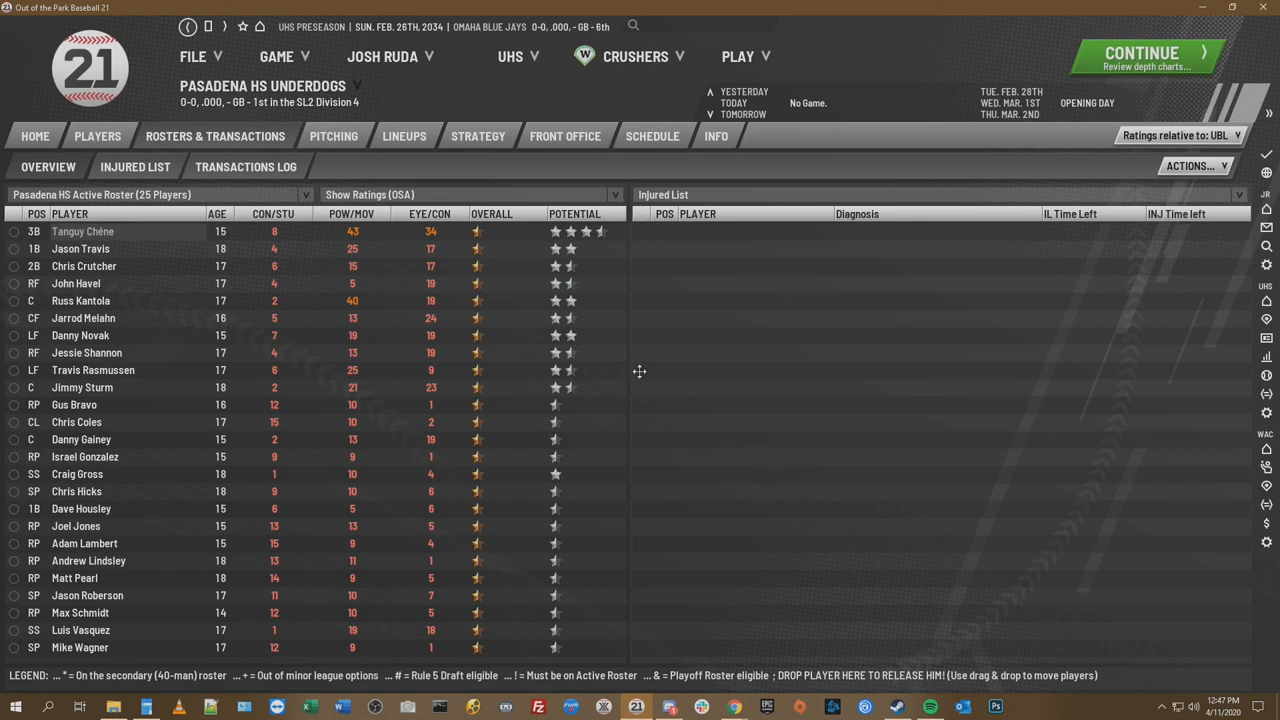 21 Out of the Park Baseball 21
UHS PRESEASON | SUN. FEB. 26TH, 2034 | OMAHA BLUE JAYS 0-0, .000, - GB - 6th
21
FILE GAME JOSH RUDA UHS W CRUSHERS PLAY
CONTINUE
Review depth charts...
PASADENA HS UNDERDOGS
0-0, .000, - GB - 1st in the SL2 Division 4
YESTERDAY
TODAY No Game.
TOMORROW
TUE. FEB. 28TH
WED. MAR. 1ST OPENING DAY
THU. MAR. 2ND
HOME PLAYERS ROSTERS & TRANSACTIONS PITCHING LINEUPS STRATEGY FRONT OFFICE SCHEDULE INFO Ratings relative to: UBL
OVERVIEW INJURED LIST TRANSACTIONS LOG ACTIONS...
Pasadena HS Active Roster (25 Players) Show Ratings (OSA) Injured List
POS PLAYER AGE CON/STU POW/MOV EYE/CON OVERALL POTENTIAL POS PLAYER Diagnosis IL Time Left INJ Time left
3B Tanguy Chêne 15 8 43 34
1B Jason Travis 18 4 25 17
2B Chris Crutcher 17 6 15 17
RF John Havel 17 4 5 19
C Russ Kantola 17 2 40 19
CF Jarrod Melahn 16 5 13 24
LF Danny Novak 15 7 19 19
RF Jessie Shannon 17 4 13 19
LF Travis Rasmussen 17 6 25 9
C Jimmy Sturm 18 2 21 23
RP Gus Bravo 16 12 10 1
CL Chris Coles 17 15 10 2
C Danny Gainey 15 2 13 19
RP Israel Gonzalez 15 9 9 1
SS Craig Gross 18 1 10 4
SP Chris Hicks 18 9 10 6
1B Dave Housley 15 6 5 6
RP Joel Jones 15 13 13 5
RP Adam Lambert 15 15 9 4
RP Andrew Lindsley 18 13 11 1
RP Matt Pearl 18 14 9 5
SP Jason Roberson 17 11 10 7
RP Max Schmidt 14 12 10 5
SS Luis Vasquez 17 1 19 18
SP Mike Wagner 17 12 9 1
JR
UHS
WAC
LEGEND: ... * = On the secondary (40-man) roster ... + = Out of minor league options ... # = Rule 5 Draft eligible ... ! = Must be on Active Roster ... & = Playoff Roster eligible ; DROP PLAYER HERE TO RELEASE HIM! (Use drag & drop to move players)
12:47 PM
4/11/2020